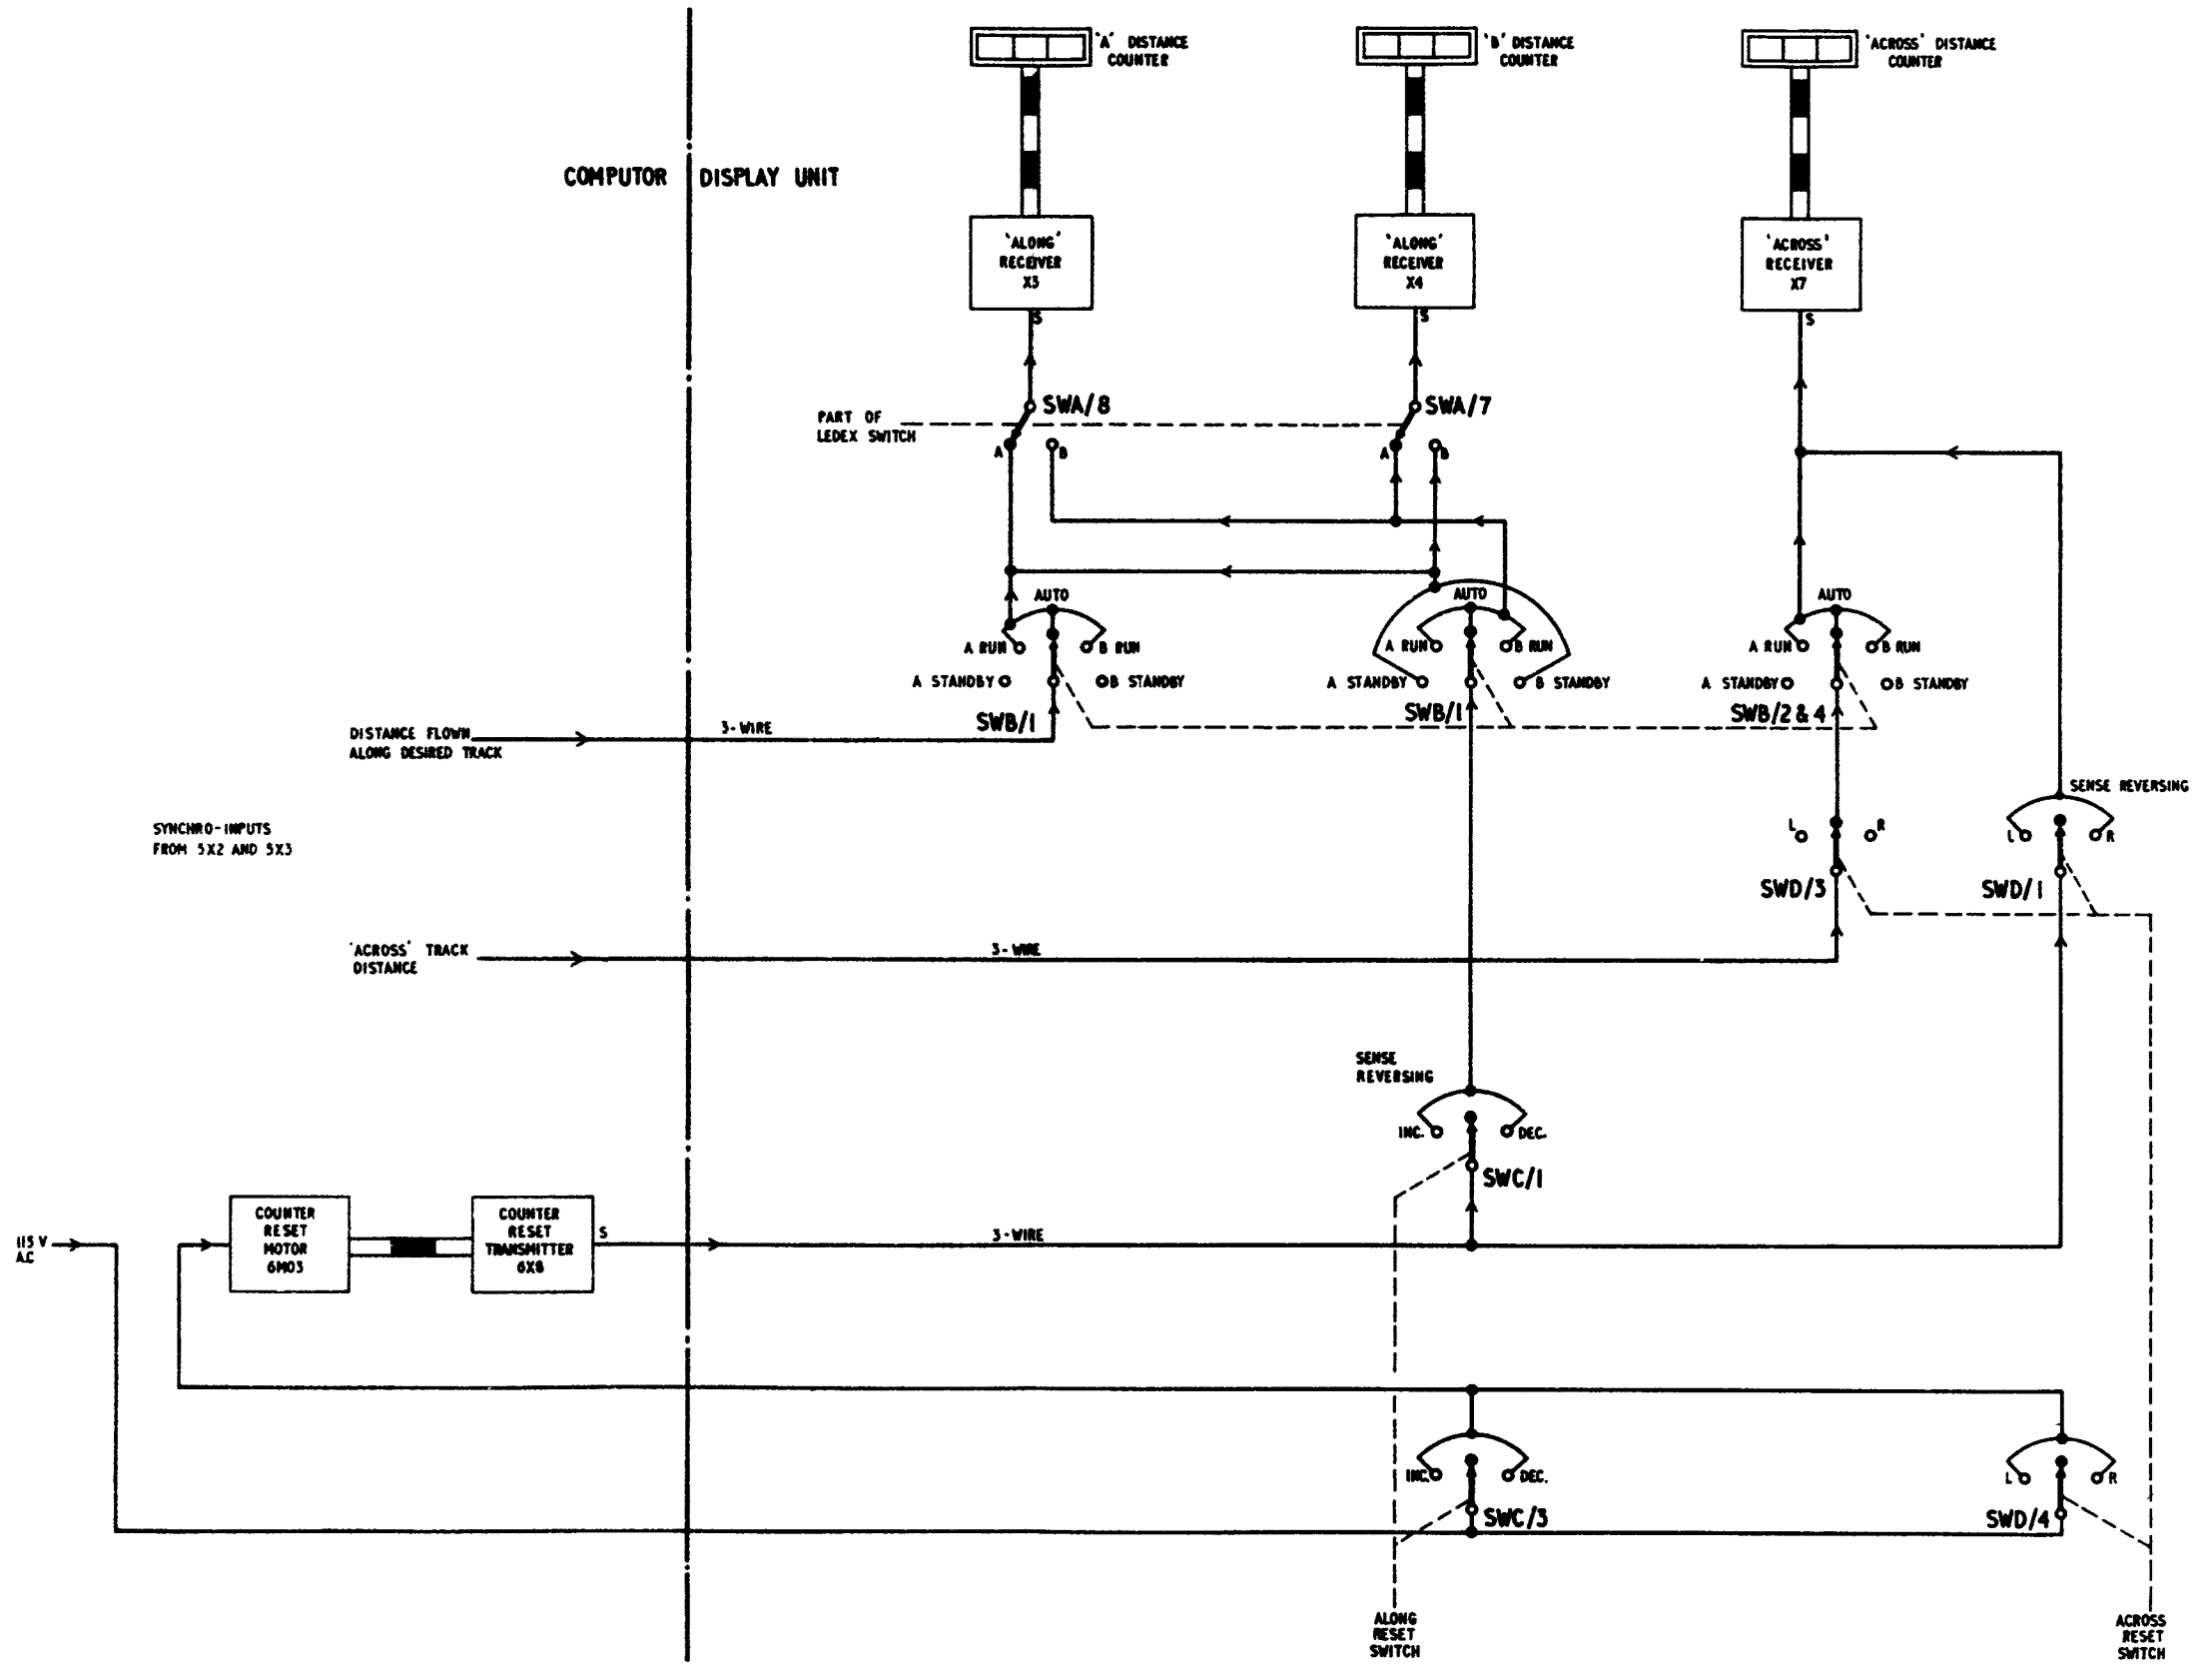 'A' DISTANCE
COUNTER
'B' DISTANCE
COUNTER
'ACROSS' DISTANCE
COUNTER
COMPUTOR
DISPLAY UNIT
'ALONG'
RECEIVER
X3
'ALONG'
RECEIVER
X4
'ACROSS'
RECEIVER
X7
S
S
S
PART OF
LEDEX SWITCH
SWA/8
SWA/7
A
B
A
B
AUTO
A RUN
B RUN
A STANDBY
B STANDBY
SWB/1
AUTO
A RUN
B RUN
A STANDBY
B STANDBY
SWB/1
AUTO
A RUN
B RUN
A STANDBY
B STANDBY
SWB/2 & 4
DISTANCE FLOWN
ALONG DESIRED TRACK
3-WIRE
SENSE REVERSING
L
R
L
R
SYNCHRO-INPUTS
FROM 5X2 AND 5X3
SWD/3
SWD/1
'ACROSS' TRACK
DISTANCE
3-WIRE
SENSE
REVERSING
INC.
DEC.
SWC/1
115 V
A.C
COUNTER
RESET
MOTOR
6M03
COUNTER
RESET
TRANSMITTER
6X8
S
3-WIRE
INC.
DEC.
SWC/3
L
R
SWD/4
ALONG
RESET
SWITCH
ACROSS
RESET
SWITCH